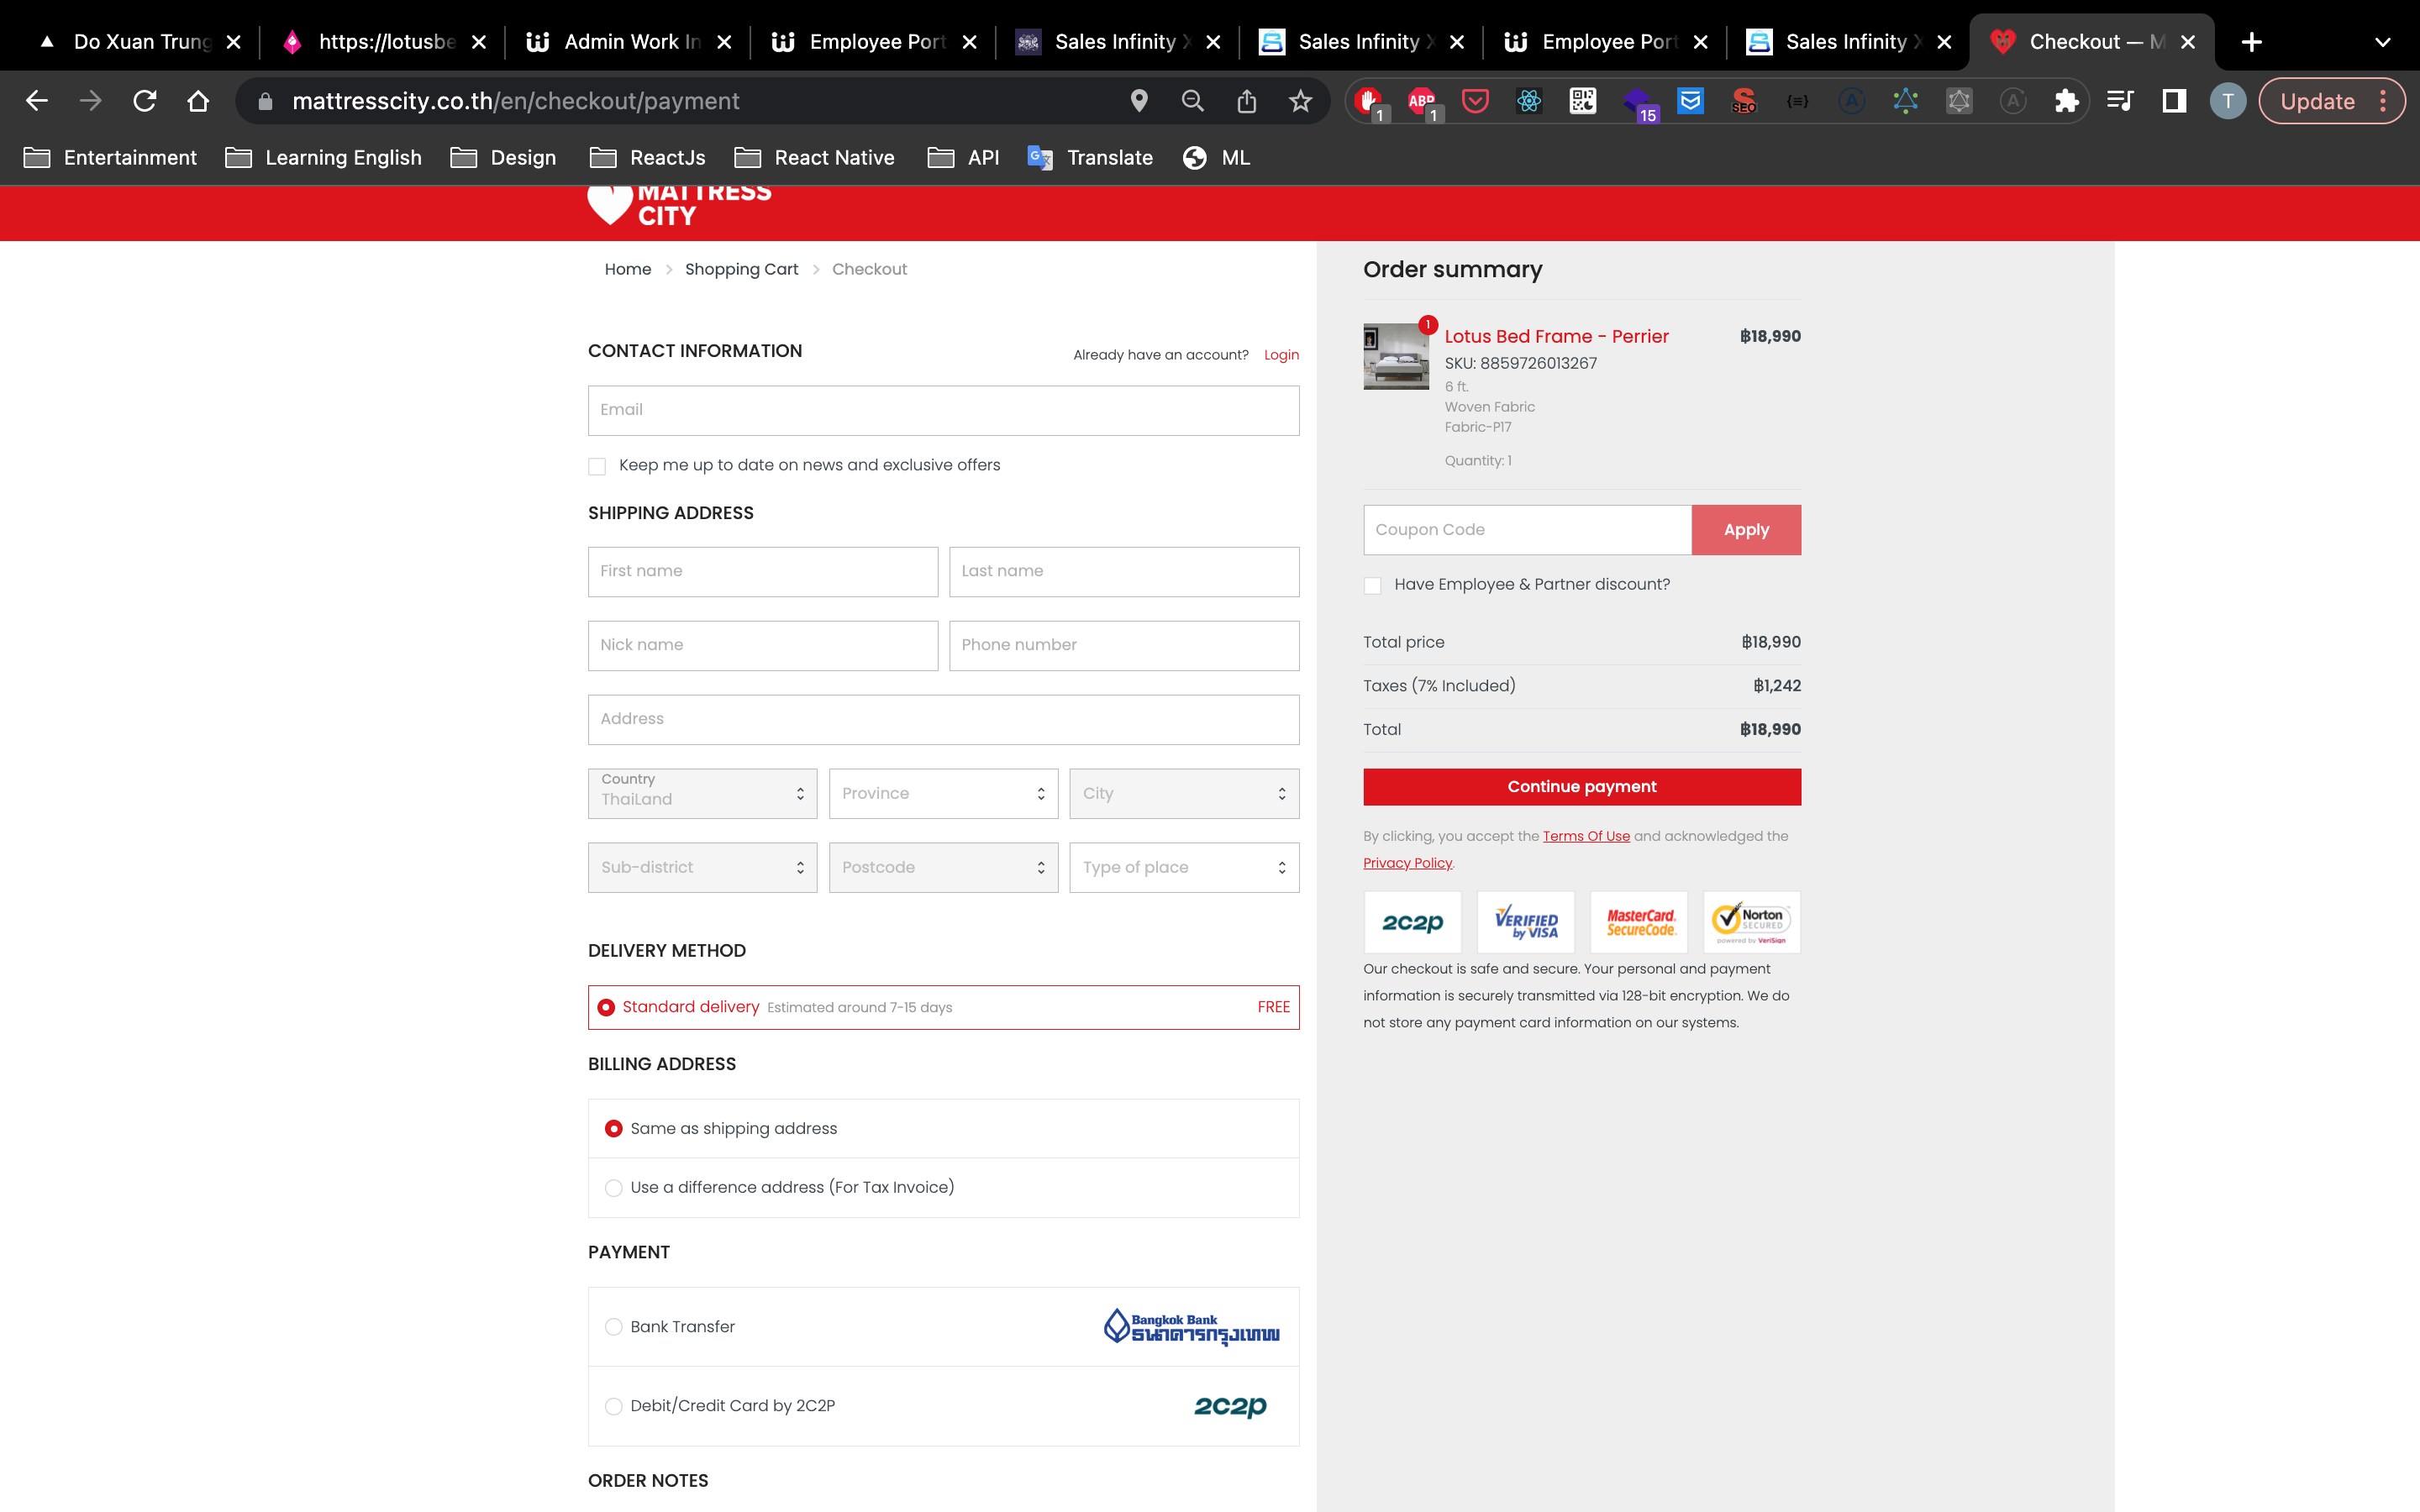 Do Xuan Trung
https://lotusbe
Admin Work In
Employee Port
Sales Infinity X
Sales Infinity X
Employee Port
Sales Infinity X
Checkout — M
mattresscity.co.th/en/checkout/payment
1
ABP
1
15
SEO
T
Update
Entertainment
Learning English
Design
ReactJs
React Native
API
Translate
ML
MATTRESS
CITY
Home
Shopping Cart
Checkout
CONTACT INFORMATION
Already have an account? Login
Email
Keep me up to date on news and exclusive offers
SHIPPING ADDRESS
First name
Last name
Nick name
Phone number
Address
Country
ThaiLand
Province
City
Sub-district
Postcode
Type of place
DELIVERY METHOD
Standard delivery Estimated around 7-15 days FREE
BILLING ADDRESS
Same as shipping address
Use a difference address (For Tax Invoice)
PAYMENT
Bank Transfer
Bangkok Bank
ธนาคารกรุงเทพ
Debit/Credit Card by 2C2P
2c2p
ORDER NOTES
Order summary
1
Lotus Bed Frame - Perrier ฿18,990
SKU: 8859726013267
6 ft.
Woven Fabric
Fabric-P17
Quantity: 1
Coupon Code
Apply
Have Employee & Partner discount?
Total price ฿18,990
Taxes (7% Included) ฿1,242
Total ฿18,990
Continue payment
By clicking, you accept the Terms Of Use and acknowledged the
Privacy Policy.
2c2p
VERIFIED
by VISA
MasterCard.
SecureCode.
Norton
SECURED
powered by VeriSign
Our checkout is safe and secure. Your personal and payment
information is securely transmitted via 128-bit encryption. We do
not store any payment card information on our systems.